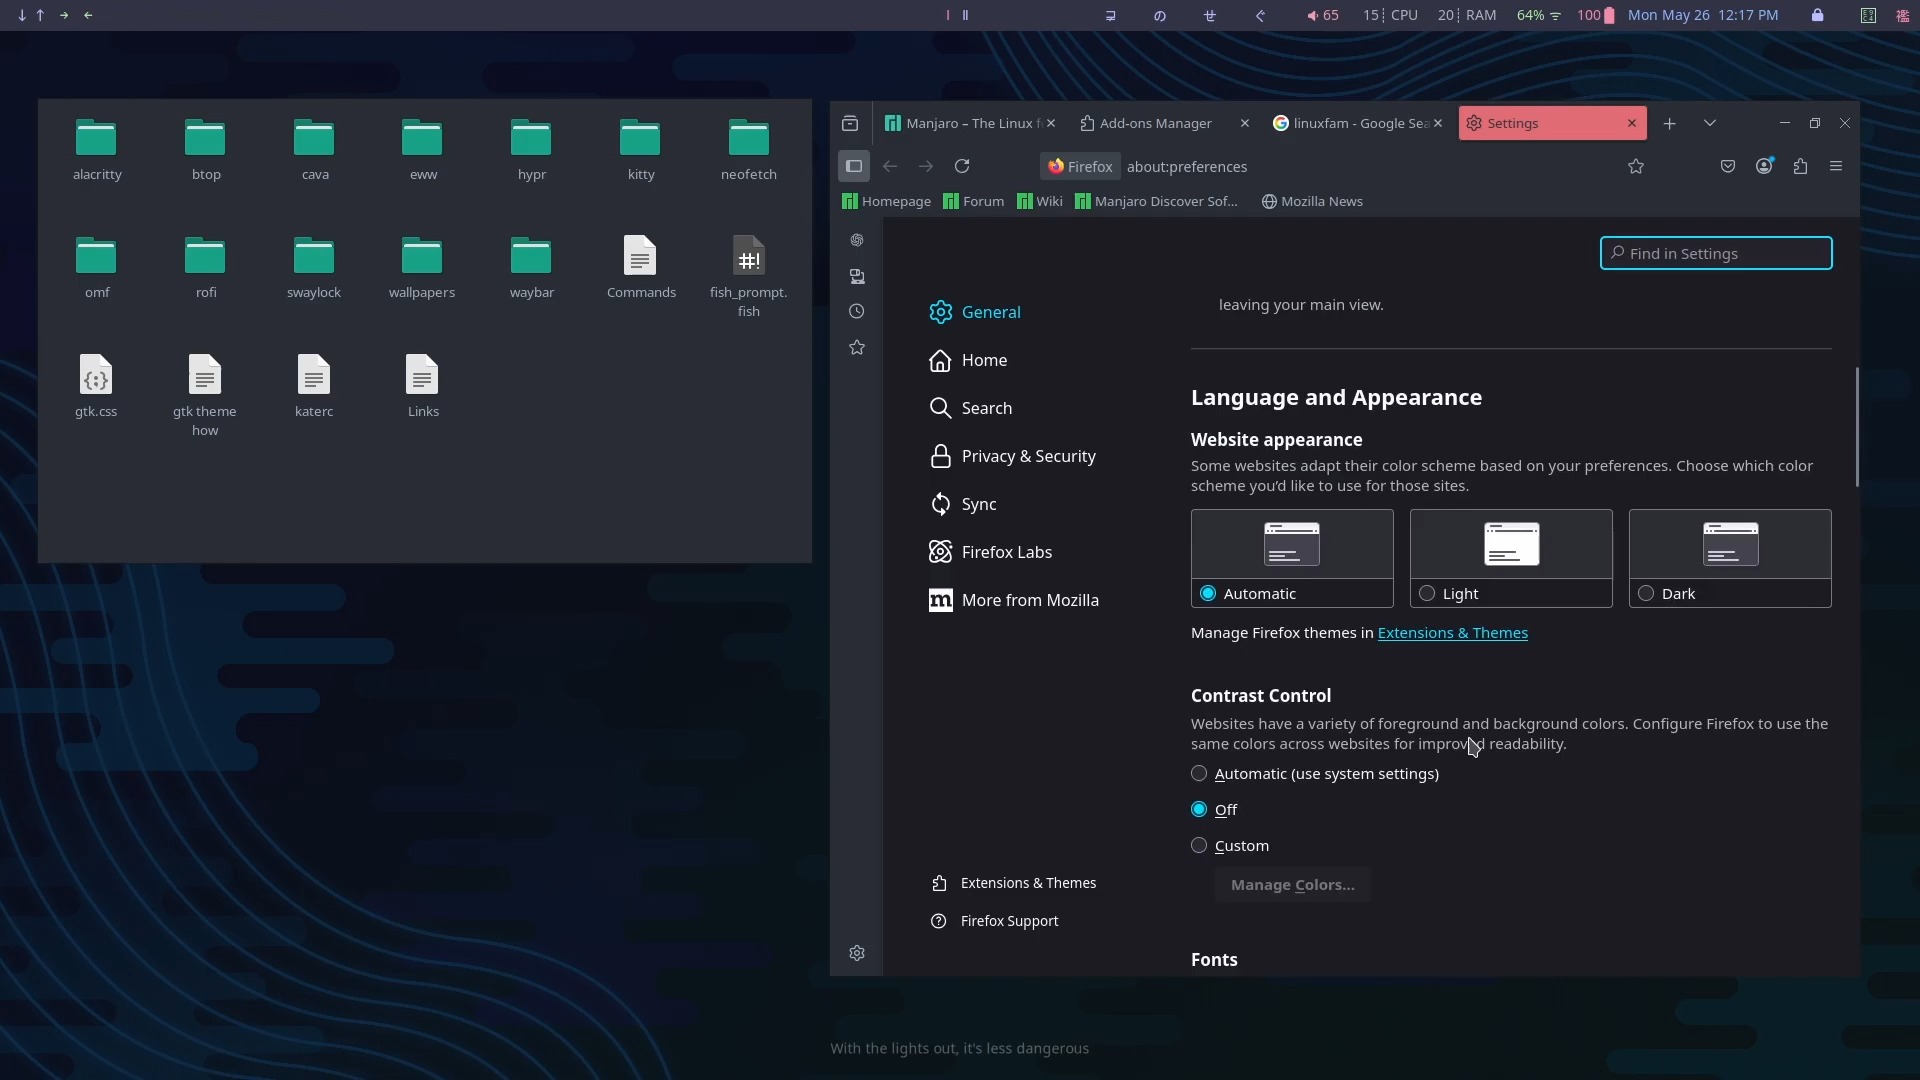 ↓ ↑ → ← I II コ の せ ぐ 65 15 CPU 20 RAM 64% 100 Mon May 26 12:17 PM
alacritty btop cava eww hypr kitty neofetch
omf rofi swaylock wallpapers waybar Commands fish_prompt.
fish
gtk.css gtk theme katerc Links
how
Manjaro – The Linux f Add-ons Manager linuxfam - Google Sea Settings
Firefox about:preferences
Homepage Forum Wiki Manjaro Discover Sof... Mozilla News
Find in Settings
General
Home
Search
Privacy & Security
Sync
Firefox Labs
More from Mozilla
Extensions & Themes
Firefox Support
leaving your main view.
Language and Appearance
Website appearance
Some websites adapt their color scheme based on your preferences. Choose which color
scheme you’d like to use for those sites.
Automatic Light Dark
Manage Firefox themes in Extensions & Themes
Contrast Control
Websites have a variety of foreground and background colors. Configure Firefox to use the
same colors across websites for improved readability.
Automatic (use system settings)
Off
Custom
Manage Colors...
Fonts
With the lights out, it's less dangerous